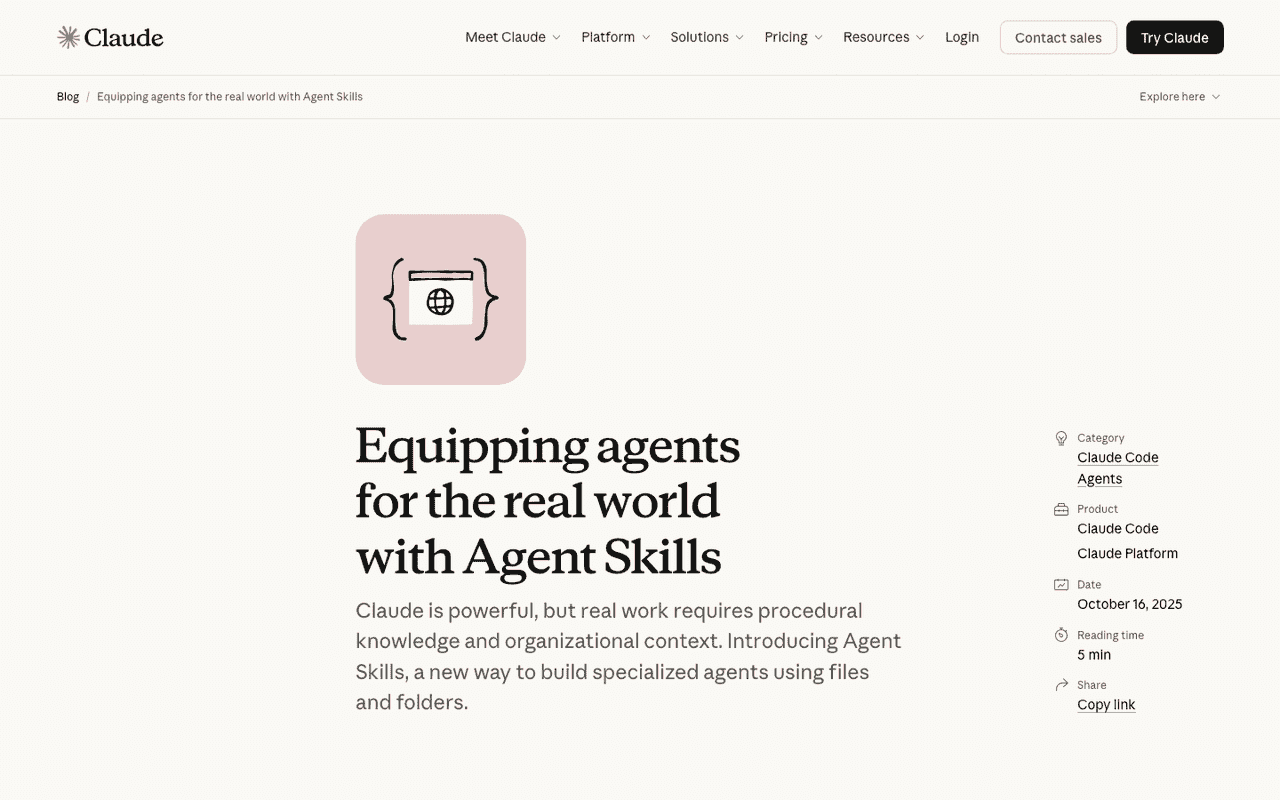 Claude
Meet Claude
Platform
Solutions
Pricing
Resources
Login
Contact sales
Try Claude
Blog / Equipping agents for the real world with Agent Skills
Explore here
Equipping agents
for the real world
with Agent Skills
Claude is powerful, but real work requires procedural
knowledge and organizational context. Introducing Agent
Skills, a new way to build specialized agents using files
and folders.
Category
Claude Code
Agents
Product
Claude Code
Claude Platform
Date
October 16, 2025
Reading time
5 min
Share
Copy link